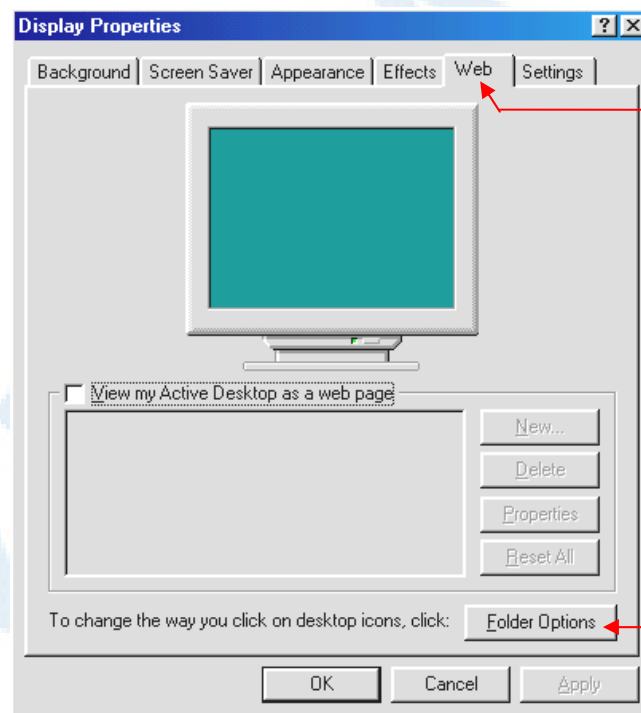 Display Properties
Background Screen Saver Appearance Effects Web Settings
View my Active Desktop as a web page
New...
Delete
Properties
Reset All
To change the way you click on desktop icons, click: Folder Options
OK Cancel Apply